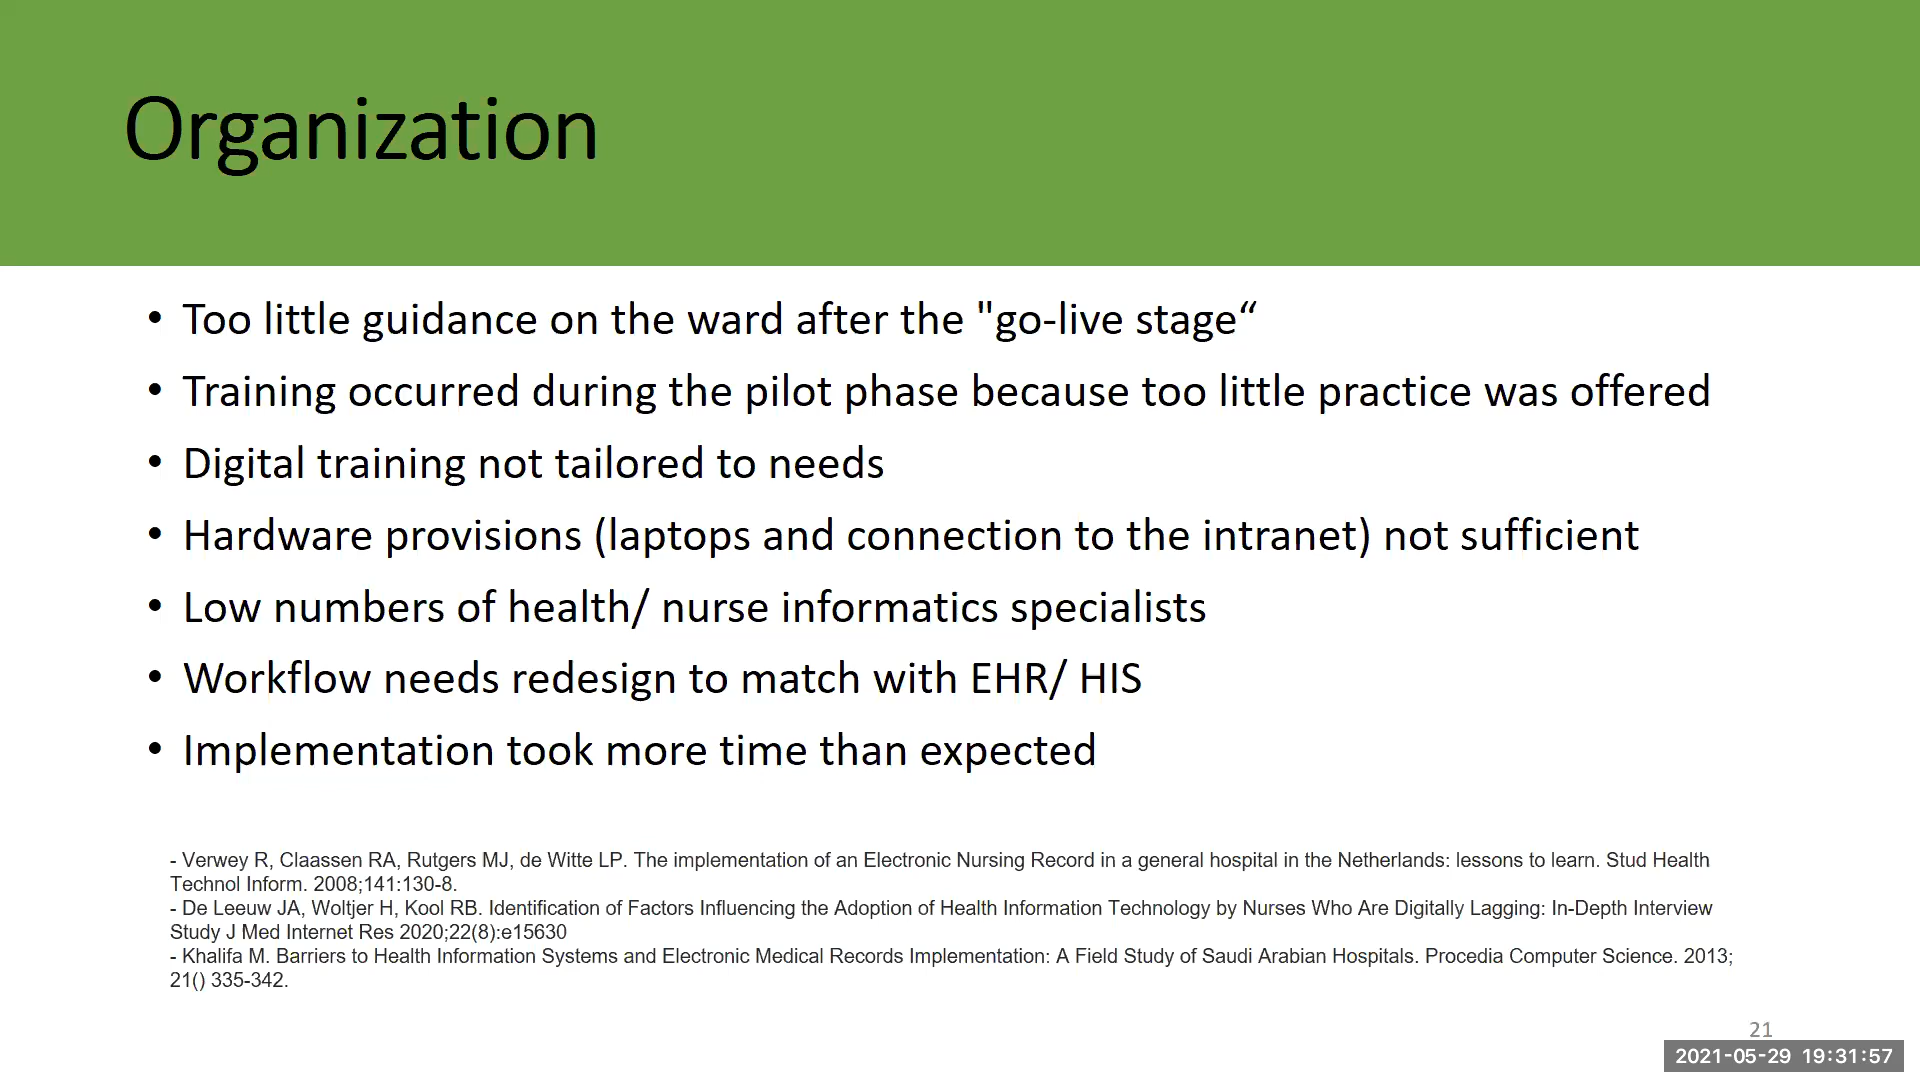 Organization
• Too little guidance on the ward after the "go-live stage“
• Training occurred during the pilot phase because too little practice was offered
• Digital training not tailored to needs
• Hardware provisions (laptops and connection to the intranet) not sufficient
• Low numbers of health/ nurse informatics specialists
• Workflow needs redesign to match with EHR/ HIS
• Implementation took more time than expected
- Verwey R, Claassen RA, Rutgers MJ, de Witte LP. The implementation of an Electronic Nursing Record in a general hospital in the Netherlands: lessons to learn. Stud Health
Technol Inform. 2008;141:130-8.
- De Leeuw JA, Woltjer H, Kool RB. Identification of Factors Influencing the Adoption of Health Information Technology by Nurses Who Are Digitally Lagging: In-Depth Interview
Study J Med Internet Res 2020;22(8):e15630
- Khalifa M. Barriers to Health Information Systems and Electronic Medical Records Implementation: A Field Study of Saudi Arabian Hospitals. Procedia Computer Science. 2013;
21() 335-342.
21
2021-05-29 19:31:57